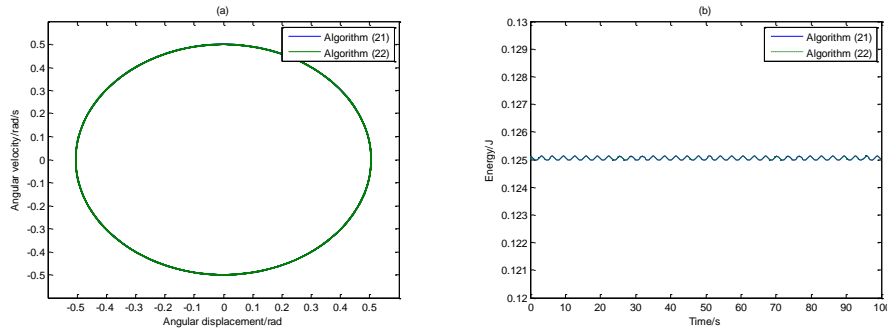 (a)
Algorithm (21)
Algorithm (22)
0.5
0.4
0.3
0.2
0.1
0
-0.1
-0.2
-0.3
-0.4
-0.5
Angular velocity/rad/s
-0.5 -0.4 -0.3 -0.2 -0.1 0 0.1 0.2 0.3 0.4 0.5
Angular displacement/rad
(b)
Algorithm (21)
Algorithm (22)
0.13
0.129
0.128
0.127
0.126
0.125
0.124
0.123
0.122
0.121
0.12
Energy/J
0 10 20 30 40 50 60 70 80 90 100
Time/s